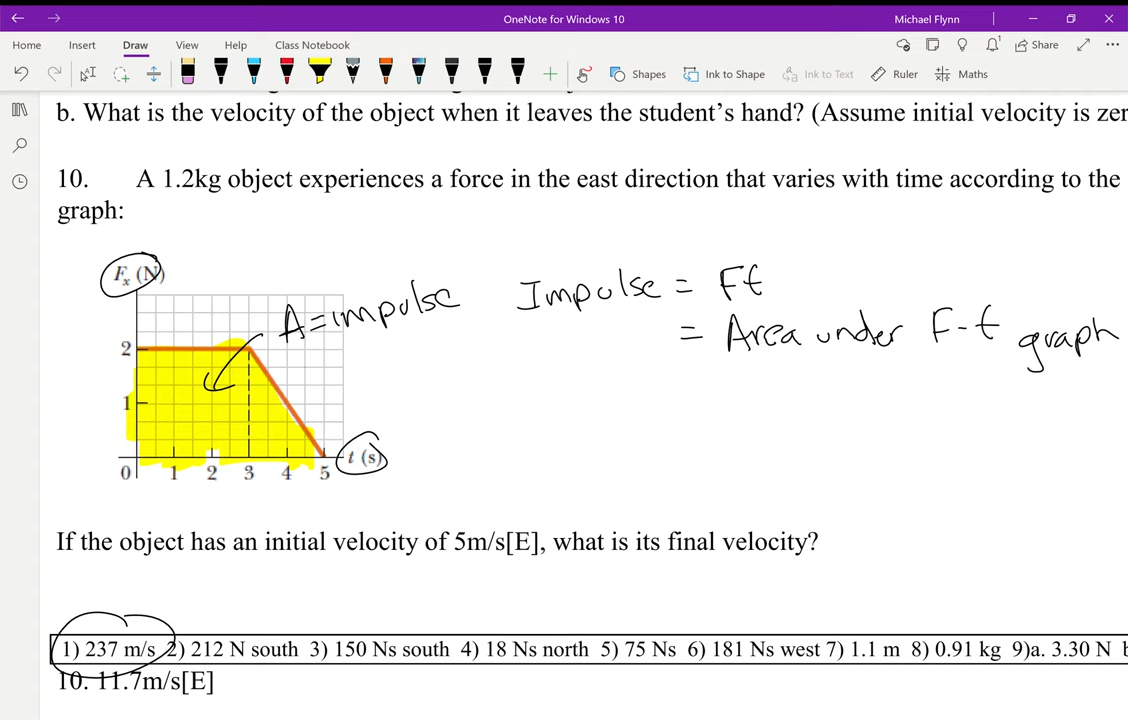 OneNote for Windows 10
Michael Flynn
Home Insert Draw View Help Class Notebook
1 Share
Shapes Ink to Shape Ink to Text Ruler Maths
b. What is the velocity of the object when it leaves the student's hand? (Assume initial velocity is zer
10. A 1.2kg object experiences a force in the east direction that varies with time according to the
graph:
Fx (N)
A=impulse
Impulse = Ft
= Area under F-t graph
2
1
0 1 2 3 4 5 t (s)
If the object has an initial velocity of 5m/s[E], what is its final velocity?
1) 237 m/s 2) 212 N south 3) 150 Ns south 4) 18 Ns north 5) 75 Ns 6) 181 Ns west 7) 1.1 m 8) 0.91 kg 9)a. 3.30 N b
10. 11.7m/s[E]